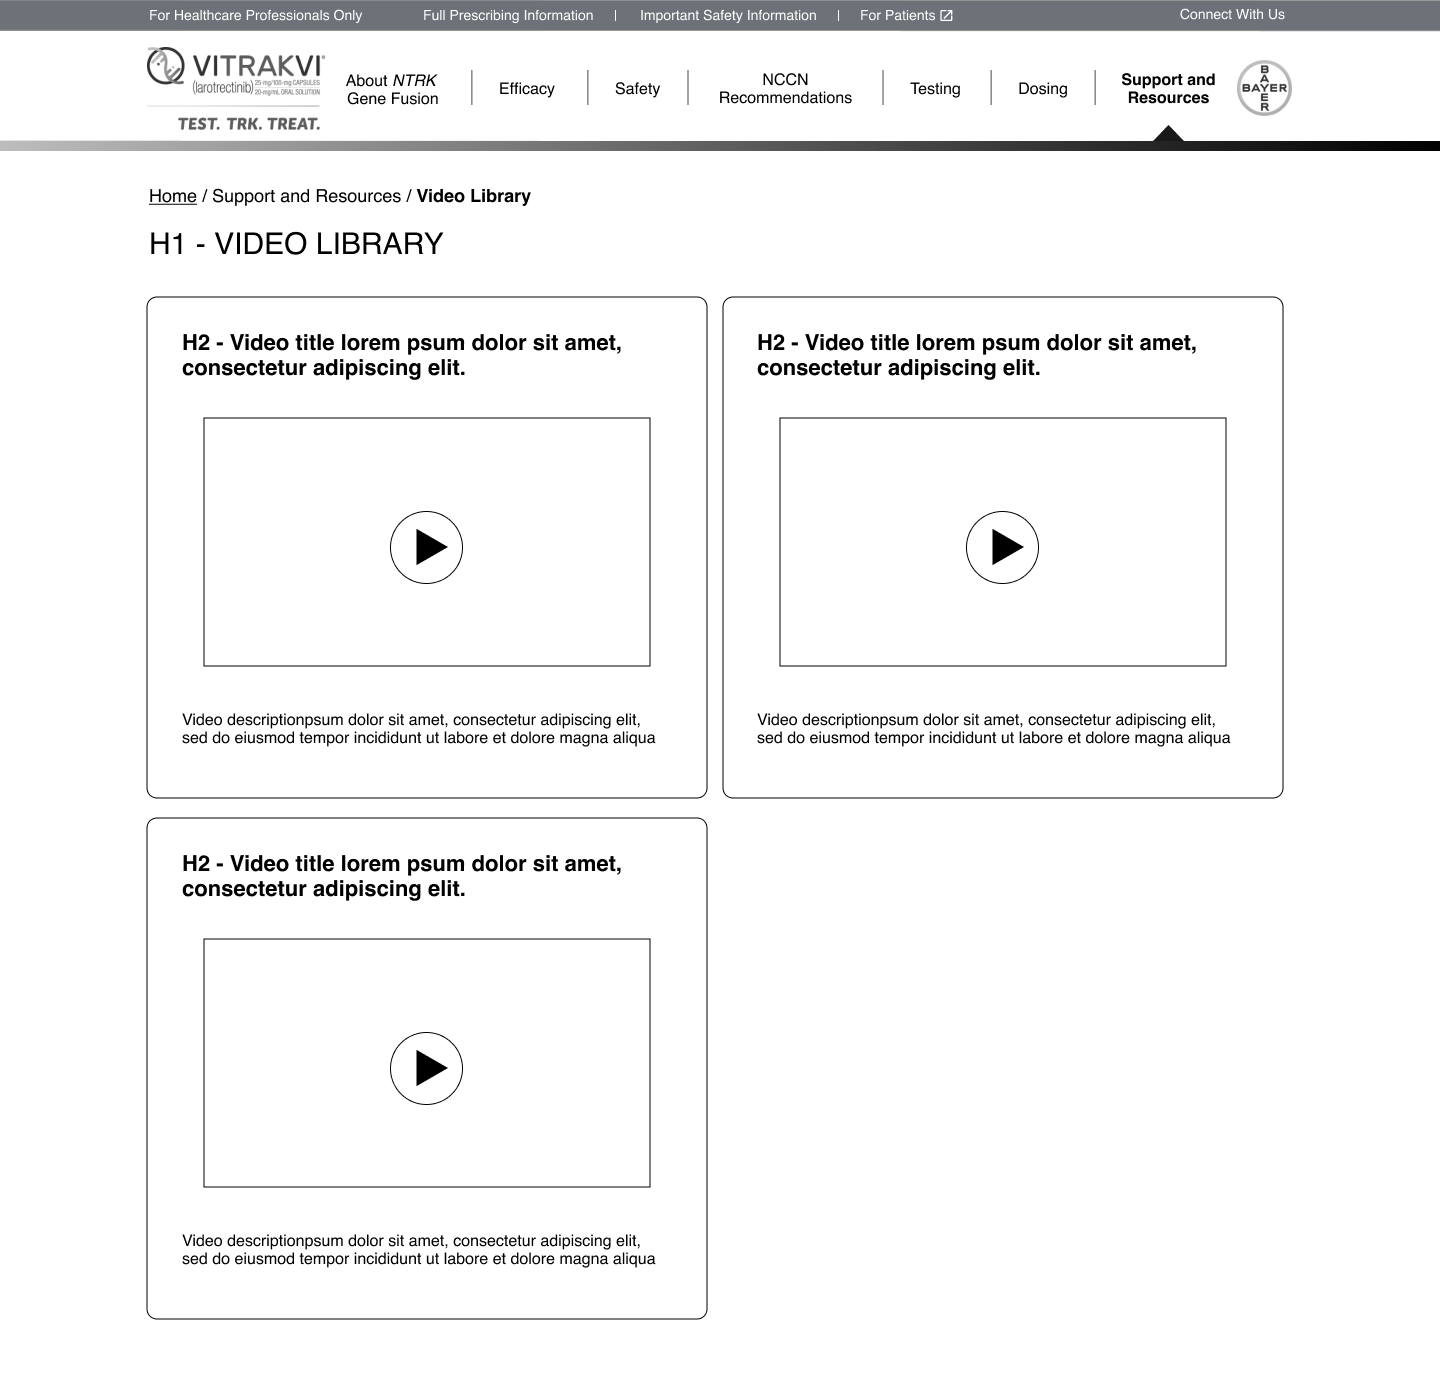 For Healthcare Professionals Only
Full Prescribing Information
Important Safety Information
For Patients
Connect With Us
VITRAKVI®
(larotrectinib) 25 mg/100 mg CAPSULES
20 mg/mL ORAL SOLUTION
TEST. TRK. TREAT.
About NTRK
Gene Fusion
Efficacy
Safety
NCCN
Recommendations
Testing
Dosing
Support and
Resources
BAYER
BAYER
Home / Support and Resources / Video Library
H1 - VIDEO LIBRARY
H2 - Video title lorem psum dolor sit amet,
consectetur adipiscing elit.
Video descriptionpsum dolor sit amet, consectetur adipiscing elit,
sed do eiusmod tempor incididunt ut labore et dolore magna aliqua
H2 - Video title lorem psum dolor sit amet,
consectetur adipiscing elit.
Video descriptionpsum dolor sit amet, consectetur adipiscing elit,
sed do eiusmod tempor incididunt ut labore et dolore magna aliqua
H2 - Video title lorem psum dolor sit amet,
consectetur adipiscing elit.
Video descriptionpsum dolor sit amet, consectetur adipiscing elit,
sed do eiusmod tempor incididunt ut labore et dolore magna aliqua